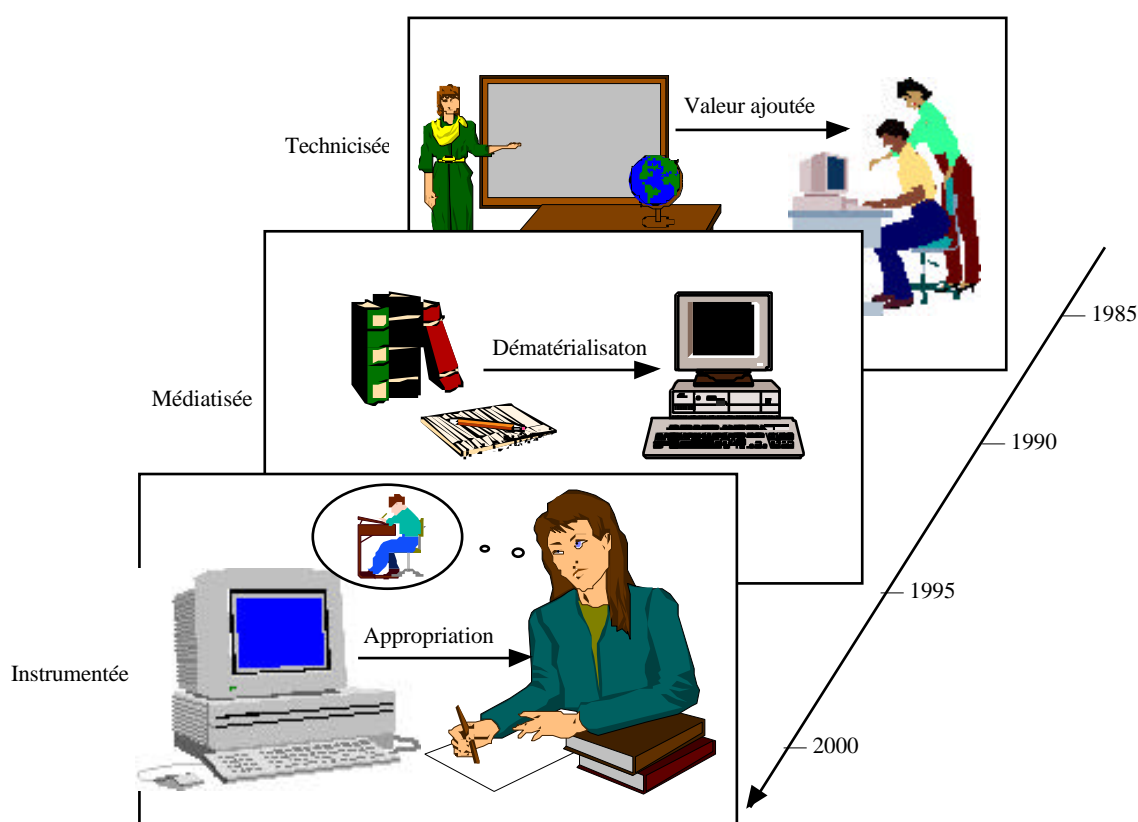 Technicisée
Valeur ajoutée
1985
Médiatisée
Dématérialisaton
1990
1995
Instrumentée
Appropriation
2000